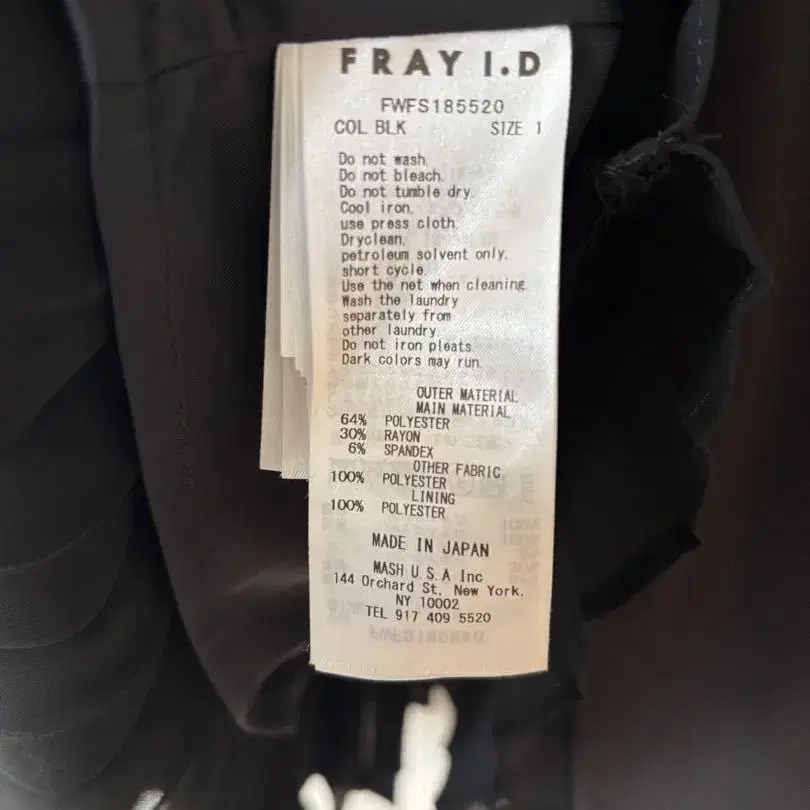 FRAY I.D
FWFS185520
COL BLK SIZE 1
Do not wash.
Do not bleach.
Do not tumble dry.
Cool iron.
use press cloth.
Dryclean.
petroleum solvent only.
short cycle.
Use the net when cleaning.
Wash the laundry
separately from
other laundry.
Do not iron pleats.
Dark colors may run.
OUTER MATERIAL
MAIN MATERIAL
64% POLYESTER
30% RAYON
6% SPANDEX
OTHER FABRIC
100% POLYESTER
LINING
100% POLYESTER
MADE IN JAPAN
MASH U.S.A Inc
144 Orchard St. New York.
NY 10002
TEL 917 409 5520